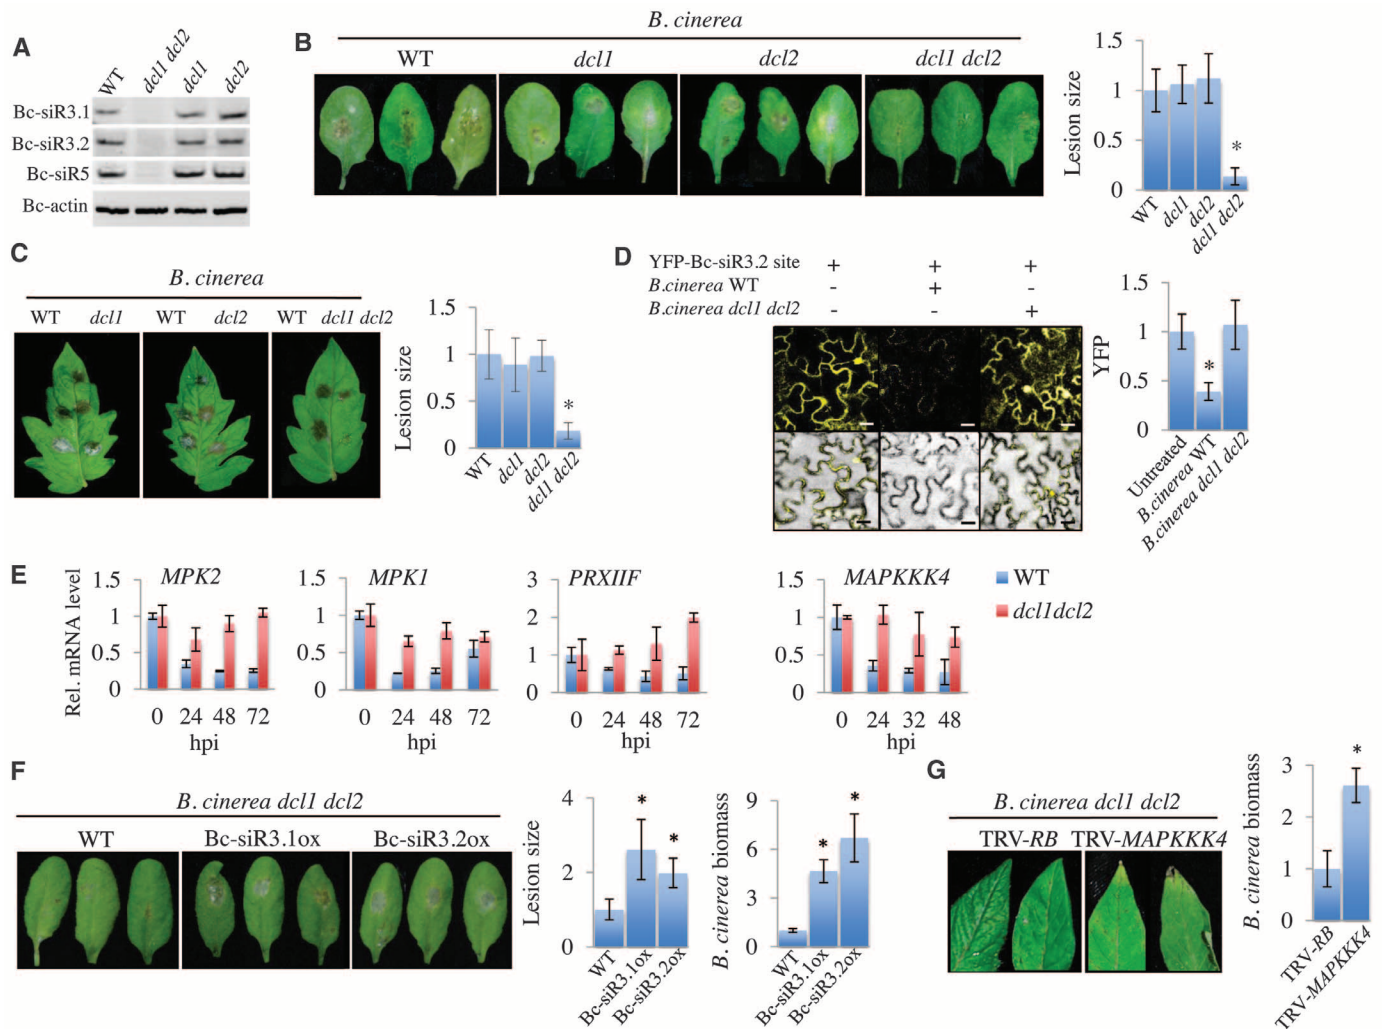 A
WT
dcl1 dcl2
dcl1
dcl2
Bc-siR3.1
Bc-siR3.2
Bc-siR5
Bc-actin
B
B. cinerea
WT
dcl1
dcl2
dcl1 dcl2
Lesion size
1.5
1
0.5
0
*
WT
dcl1
dcl2
dcl1 dcl2
C
B. cinerea
WT dcl1
WT dcl2
WT dcl1 dcl2
Lesion size
1.5
1
0.5
0
*
WT
dcl1
dcl2
dcl1 dcl2
D
YFP-Bc-siR3.2 site + + +
B.cinerea WT - + -
B.cinerea dcl1 dcl2 - - +
YFP
1.5
1
0.5
0
*
Untreated
B.cinerea WT
B.cinerea dcl1 dcl2
E
Rel. mRNA level
MPK2
1.5
1
0.5
0
0 24 48 72
hpi
MPK1
1.5
1
0.5
0
0 24 48 72
PRXIIF
3
2
1
0
0 24 48 72
hpi
MAPKKK4
1.5
1
0.5
0
0 24 32 48
hpi
WT
dcl1dcl2
F
B. cinerea dcl1 dcl2
WT
Bc-siR3.1ox
Bc-siR3.2ox
Lesion size
4
2
0
*
*
WT
Bc-siR3.1ox
Bc-siR3.2ox
B. cinerea biomass
9
6
3
0
*
*
WT
Bc-siR3.1ox
Bc-siR3.2ox
G
B. cinerea dcl1 dcl2
TRV-RB
TRV-MAPKKK4
B. cinerea biomass
3
2
1
0
*
TRV-RB
TRV-MAPKKK4